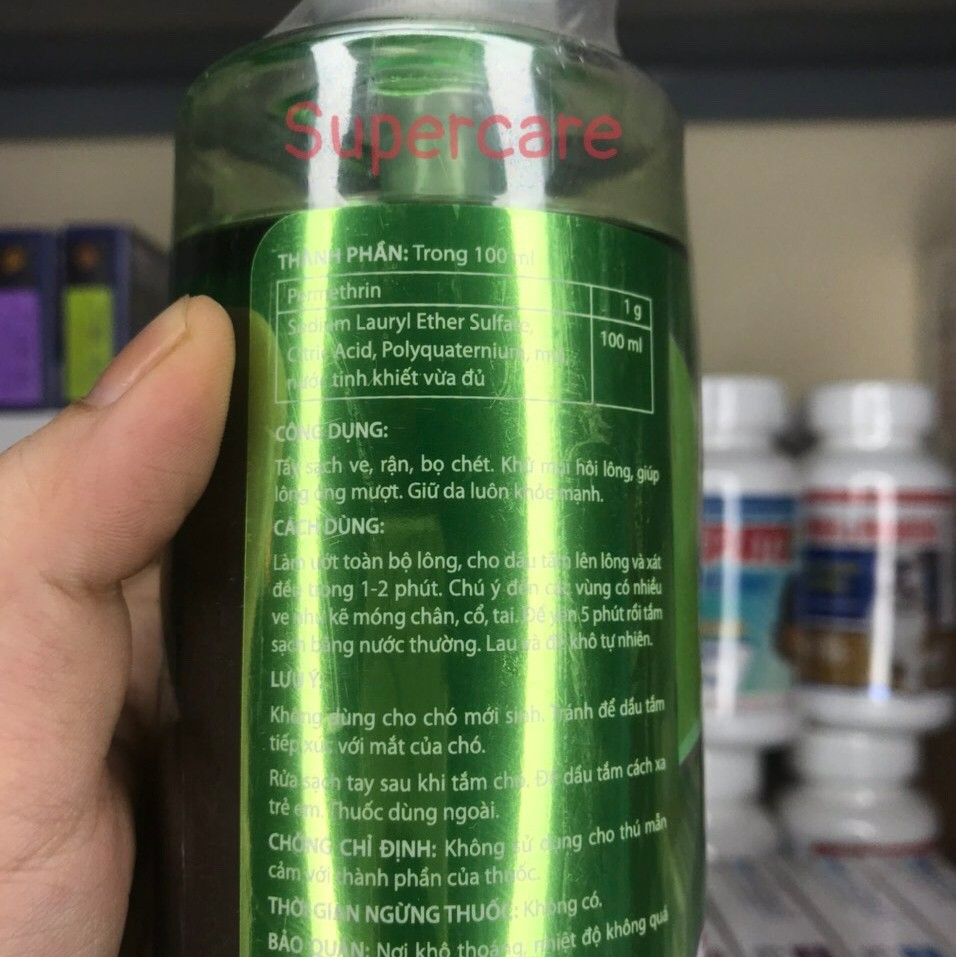 Supercare
THÀNH PHẦN: Trong 100 ml
Permethrin 1 g
Sodium Lauryl Ether Sulfate, 100 ml
Citric Acid, Polyquaternium, mùi,
nước tinh khiết vừa đủ
CÔNG DỤNG:
Tẩy sạch ve, rận, bọ chét. Khử mùi hôi lông, giúp
lông óng mượt. Giữ da luôn khỏe mạnh.
CÁCH DÙNG:
Làm ướt toàn bộ lông, cho dầu tắm lên lông và xát
đều trong 1-2 phút. Chú ý đến các vùng có nhiều
ve như kẽ móng chân, cổ, tai. Để yên 5 phút rồi tắm
sạch bằng nước thường. Lau và để khô tự nhiên.
LƯU Ý:
Không dùng cho chó mới sinh. Tránh để dầu tắm
tiếp xúc với mắt của chó.
Rửa sạch tay sau khi tắm chó. Để dầu tắm cách xa
trẻ em. Thuốc dùng ngoài.
CHỐNG CHỈ ĐỊNH: Không sử dụng cho thú mẫn
cảm với thành phần của thuốc.
THỜI GIAN NGỪNG THUỐC: Không có.
BẢO QUẢN: Nơi khô thoáng, nhiệt độ không quá